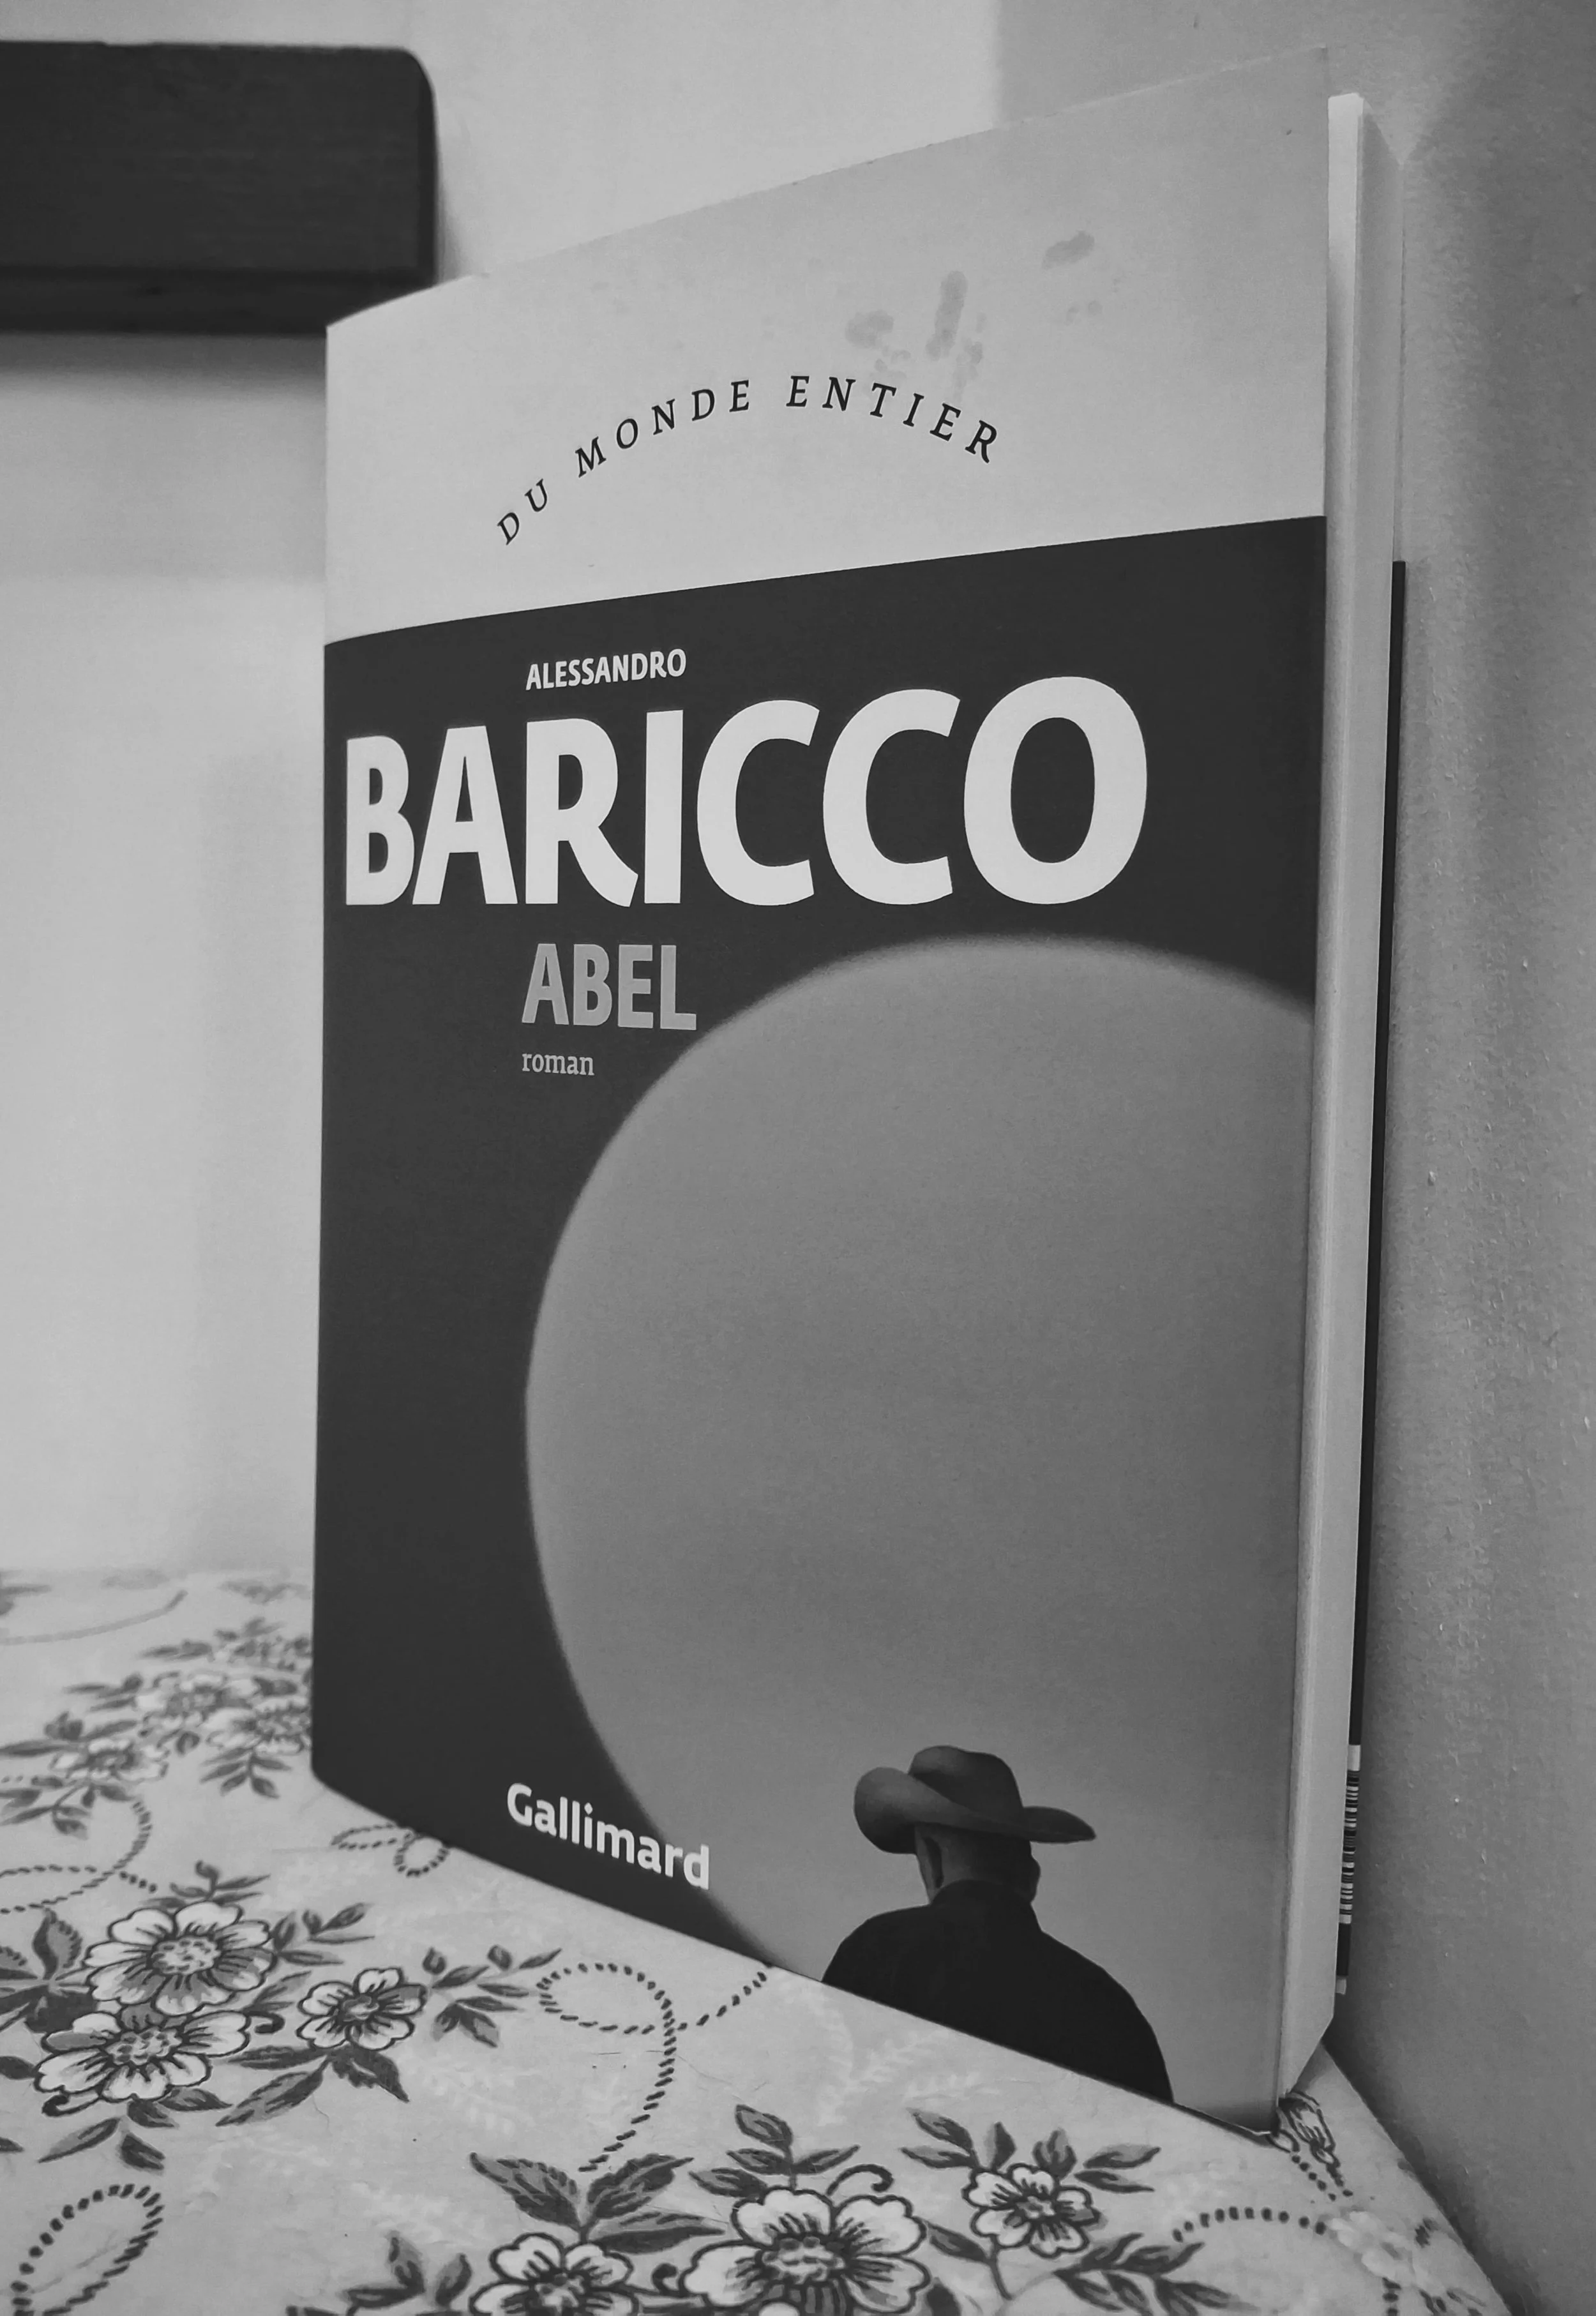 DU MONDE ENTIER
ALESSANDRO
BARICCO
ABEL
roman
Gallimard